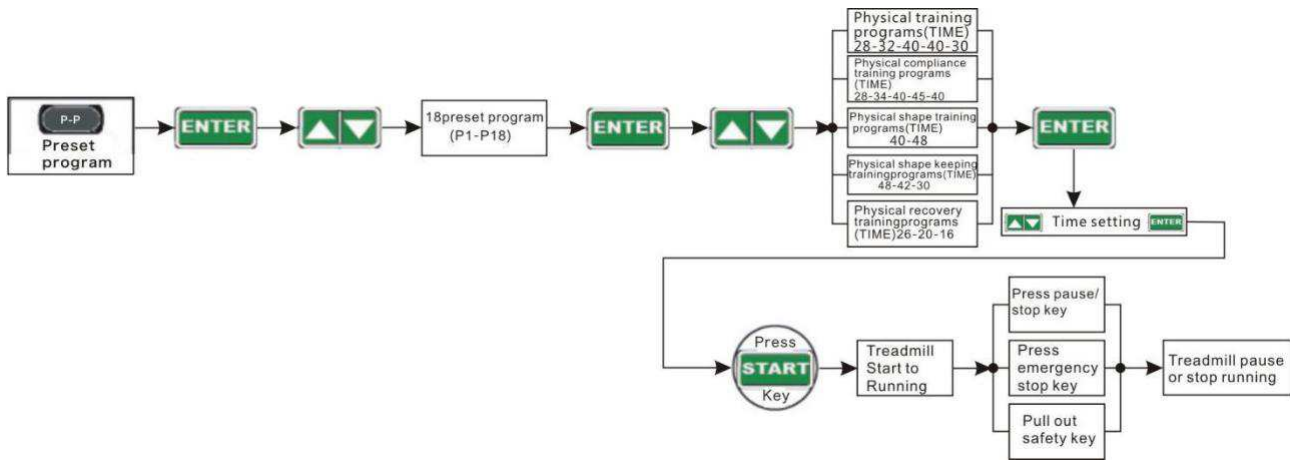 P-P
Preset
program
ENTER
18preset program
(P1-P18)
ENTER
Physical training
programs(TIME)
28-32-40-40-30
Physical compliance
training programs
(TIME)
28-34-40-45-40
Physical shape training
programs(TIME)
40-48
Physical shape keeping
trainingprograms(TIME)
48-42-30
Physical recovery
trainingprograms
(TIME)26-20-16
ENTER
Time setting ENTER
Press
START
Key
Treadmill
Start to
Running
Press pause/
stop key
Press
emergency
stop key
Pull out
safety key
Treadmill pause
or stop running